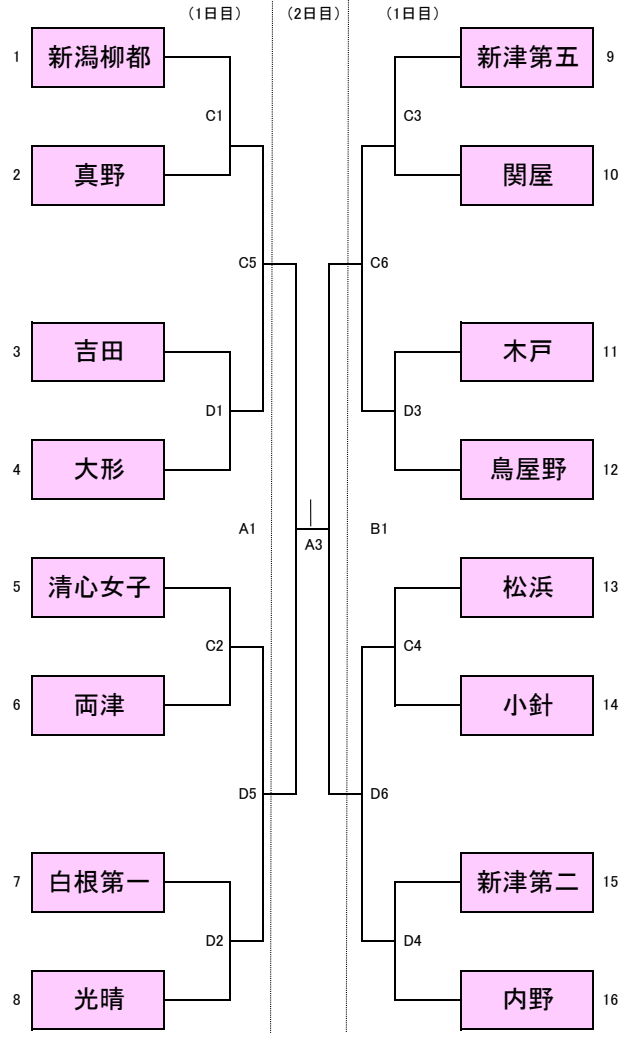 （1日目） （2日目） （1日目）
1 新潟柳都 新津第五 9
C1 C3
2 真野 関屋 10
C5 C6
3 吉田 木戸 11
D1 D3
4 大形 鳥屋野 12
A1 B1
A3
5 清心女子 松浜 13
C2 C4
6 両津 小針 14
D5 D6
7 白根第一 新津第二 15
D2 D4
8 光晴 内野 16